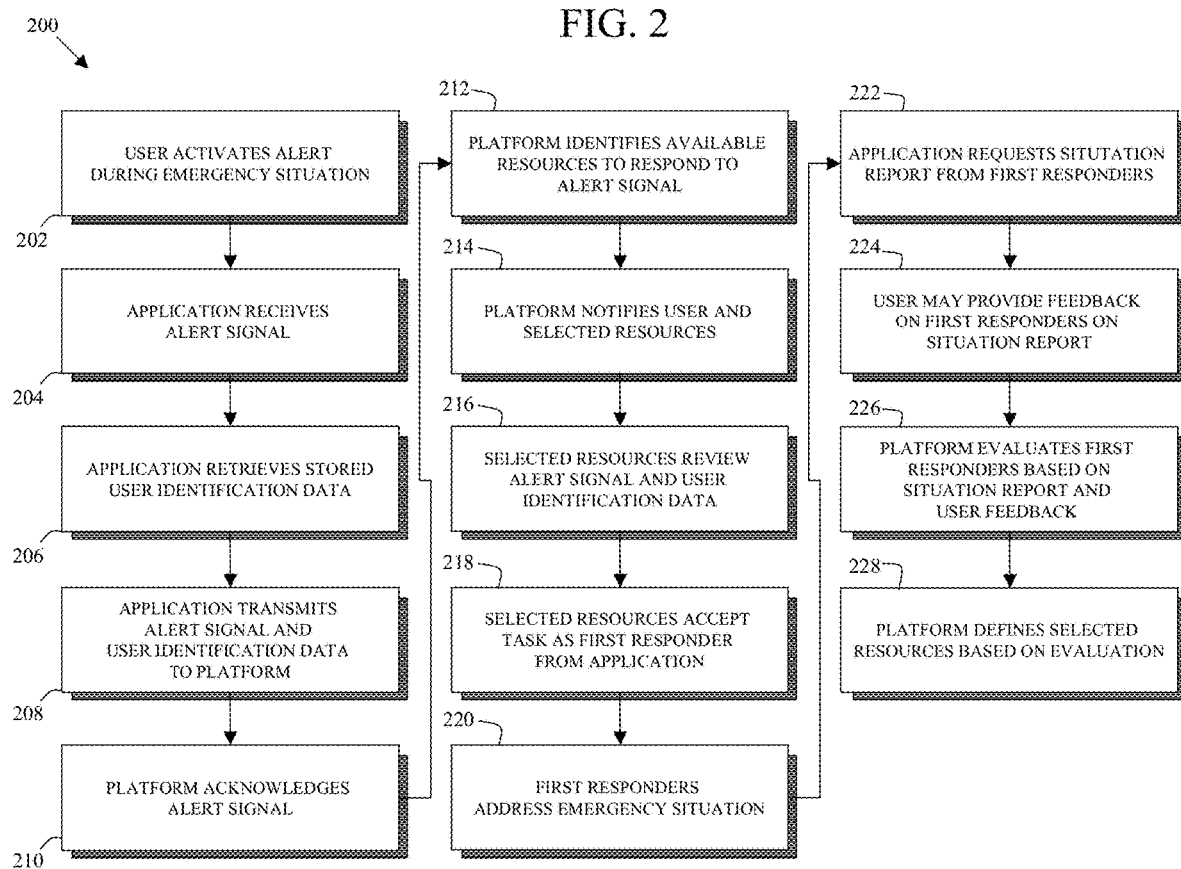 FIG. 2
200
USER ACTIVATES ALERT
DURING EMERGENCY SITUATION
202
APPLICATION RECEIVES
ALERT SIGNAL
204
APPLICATION RETRIEVES STORED
USER IDENTIFICATION DATA
206
APPLICATION TRANSMITS
ALERT SIGNAL AND
USER IDENTIFICATION DATA
TO PLATFORM
208
PLATFORM ACKNOWLEDGES
ALERT SIGNAL
210
212
PLATFORM IDENTIFIES AVAILABLE
RESOURCES TO RESPOND TO
ALERT SIGNAL
214
PLATFORM NOTIFIES USER AND
SELECTED RESOURCES
216
SELECTED RESOURCES REVIEW
ALERT SIGNAL AND USER
IDENTIFICATION DATA
218
SELECTED RESOURCES ACCEPT
TASK AS FIRST RESPONDER
FROM APPLICATION
220
FIRST RESPONDERS
ADDRESS EMERGENCY SITUATION
222
APPLICATION REQUESTS SITUTATION
REPORT FROM FIRST RESPONDERS
224
USER MAY PROVIDE FEEDBACK
ON FIRST RESPONDERS ON
SITUATION REPORT
226
PLATFORM EVALUATES FIRST
RESPONDERS BASED ON
SITUATION REPORT AND
USER FEEDBACK
228
PLATFORM DEFINES SELECTED
RESOURCES BASED ON EVALUATION